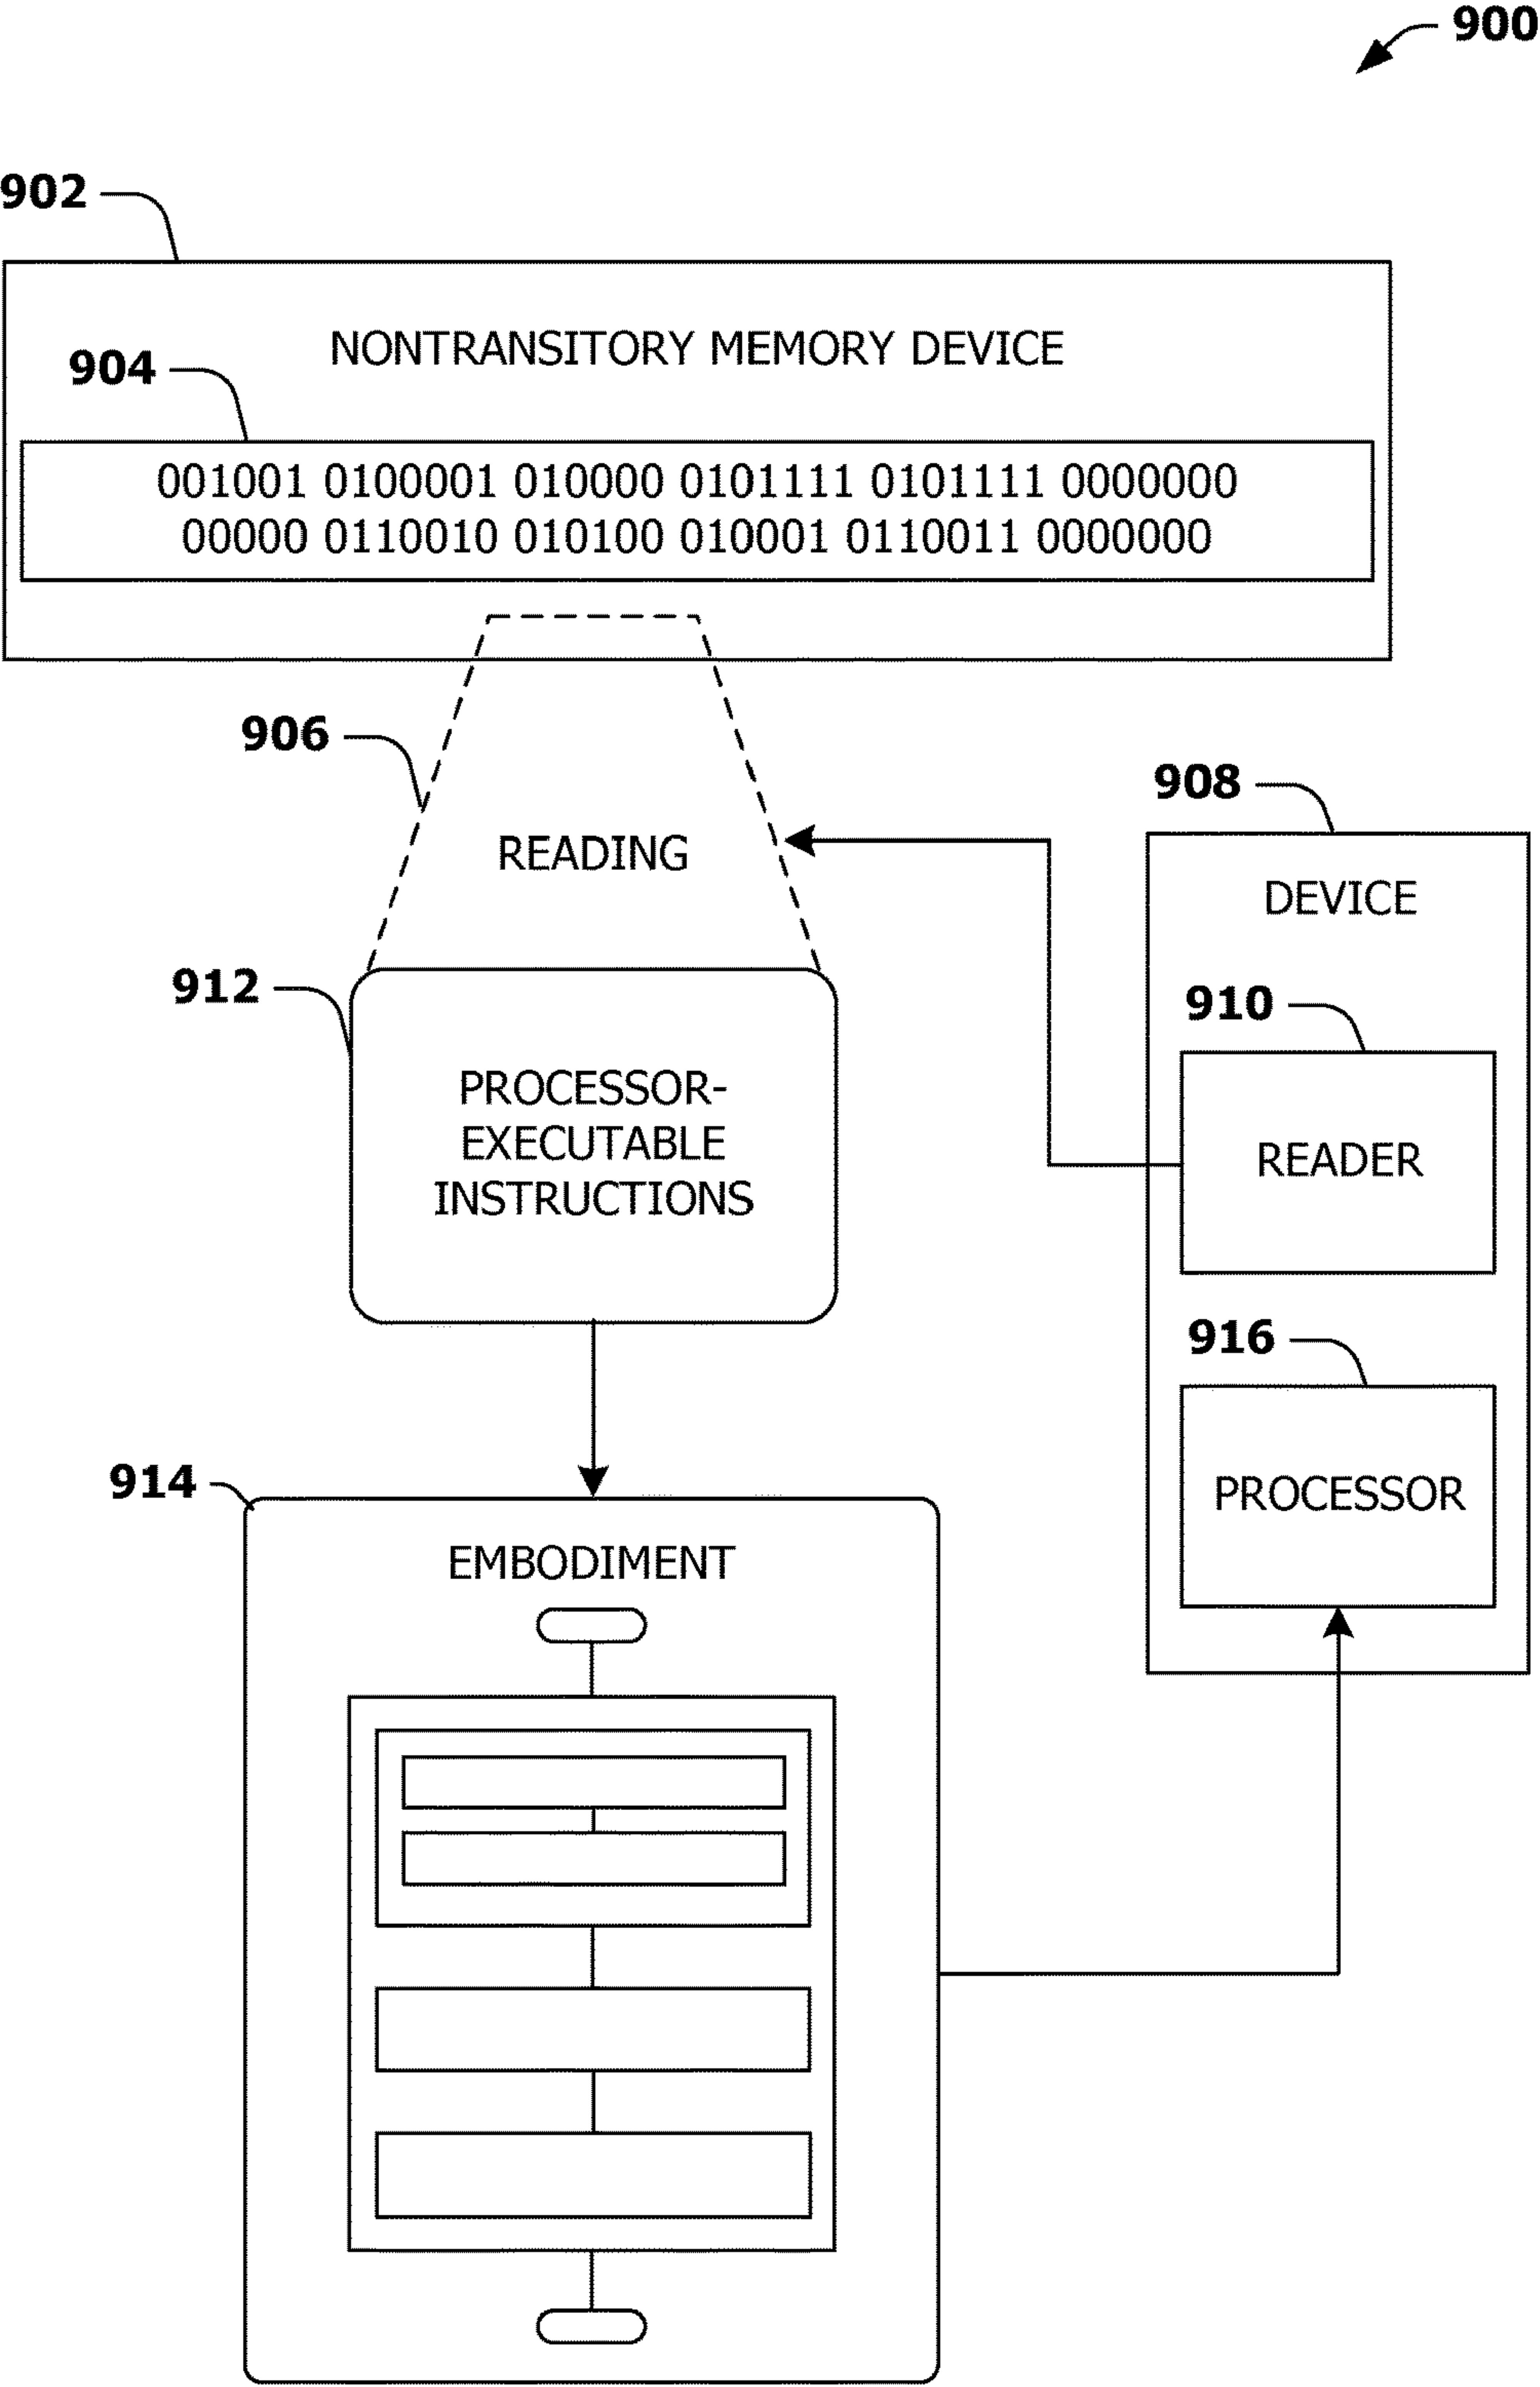 900
902
NONTRANSITORY MEMORY DEVICE
904
001001 0100001 010000 0101111 0101111 0000000
00000 0110010 010100 010001 0110011 0000000
906
READING
908
DEVICE
912
910
PROCESSOR-
EXECUTABLE
INSTRUCTIONS
READER
916
PROCESSOR
914
EMBODIMENT